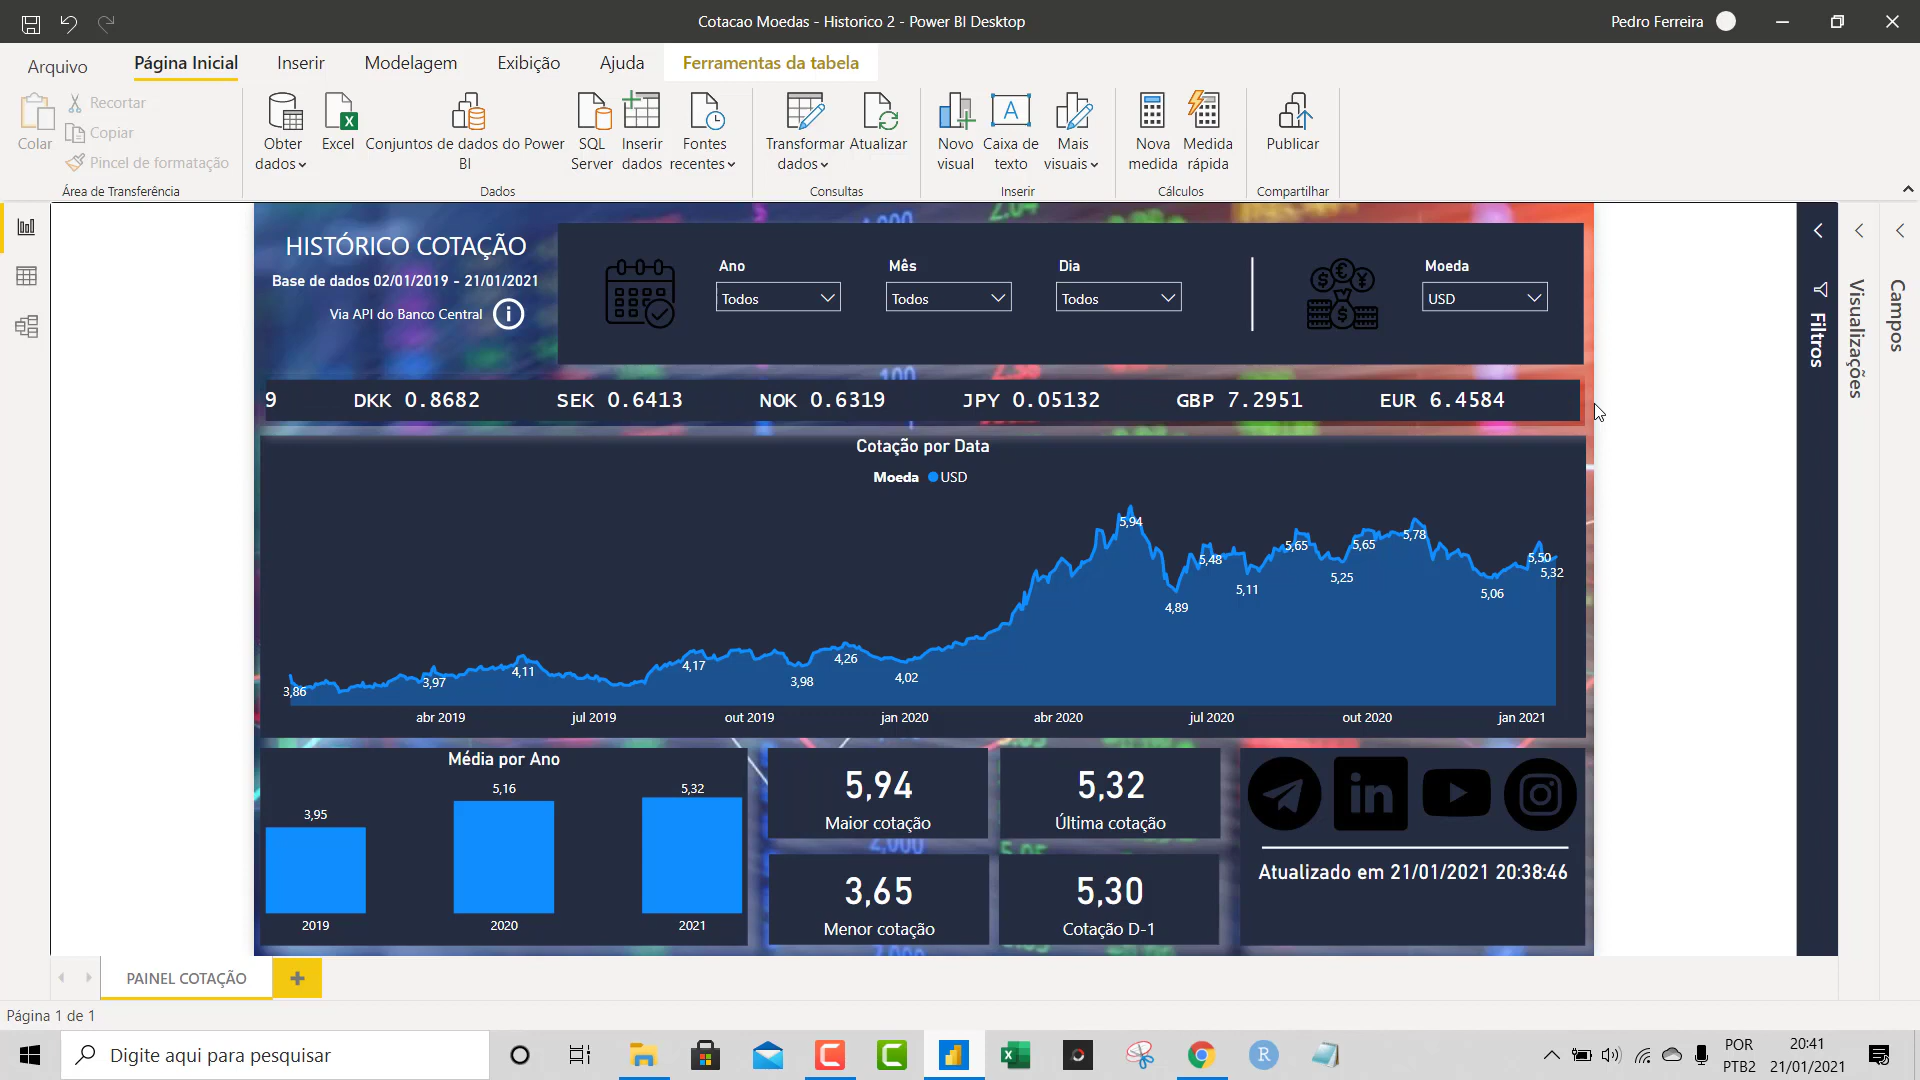 Cotacao Moedas - Historico 2 - Power BI Desktop
Pedro Ferreira
Arquivo
Página Inicial
Inserir
Modelagem
Exibição
Ajuda
Ferramentas da tabela
Colar
Recortar
Copiar
Pincel de formatação
Área de Transferência
Obter
dados
Excel
Conjuntos de dados do Power
BI
SQL
Server
Inserir
dados
Fontes
recentes
Dados
Transformar
dados
Atualizar
Consultas
Novo
visual
Caixa de
texto
Mais
visuais
Inserir
Nova
medida
Medida
rápida
Cálculos
Publicar
Compartilhar
HISTÓRICO COTAÇÃO
Base de dados 02/01/2019 - 21/01/2021
Via API do Banco Central
Ano
Todos
Mês
Todos
Dia
Todos
Moeda
USD
9 DKK 0.8682 SEK 0.6413 NOK 0.6319 JPY 0.05132 GBP 7.2951 EUR 6.4584
Cotação por Data
Moeda USD
3,86
3,97
4,11
4,17
3,98
4,26
4,02
5,94
4,89
5,48
5,11
5,65
5,25
5,65
5,78
5,06
5,50
5,32
abr 2019 jul 2019 out 2019 jan 2020 abr 2020 jul 2020 out 2020 jan 2021
Média por Ano
3,95
5,16
5,32
2019 2020 2021
5,94
Maior cotação
5,32
Última cotação
3,65
Menor cotação
5,30
Cotação D-1
in
Atualizado em 21/01/2021 20:38:46
Filtros
Visualizações
Campos
PAINEL COTAÇÃO
Página 1 de 1
Digite aqui para pesquisar
POR
PTB2
20:41
21/01/2021